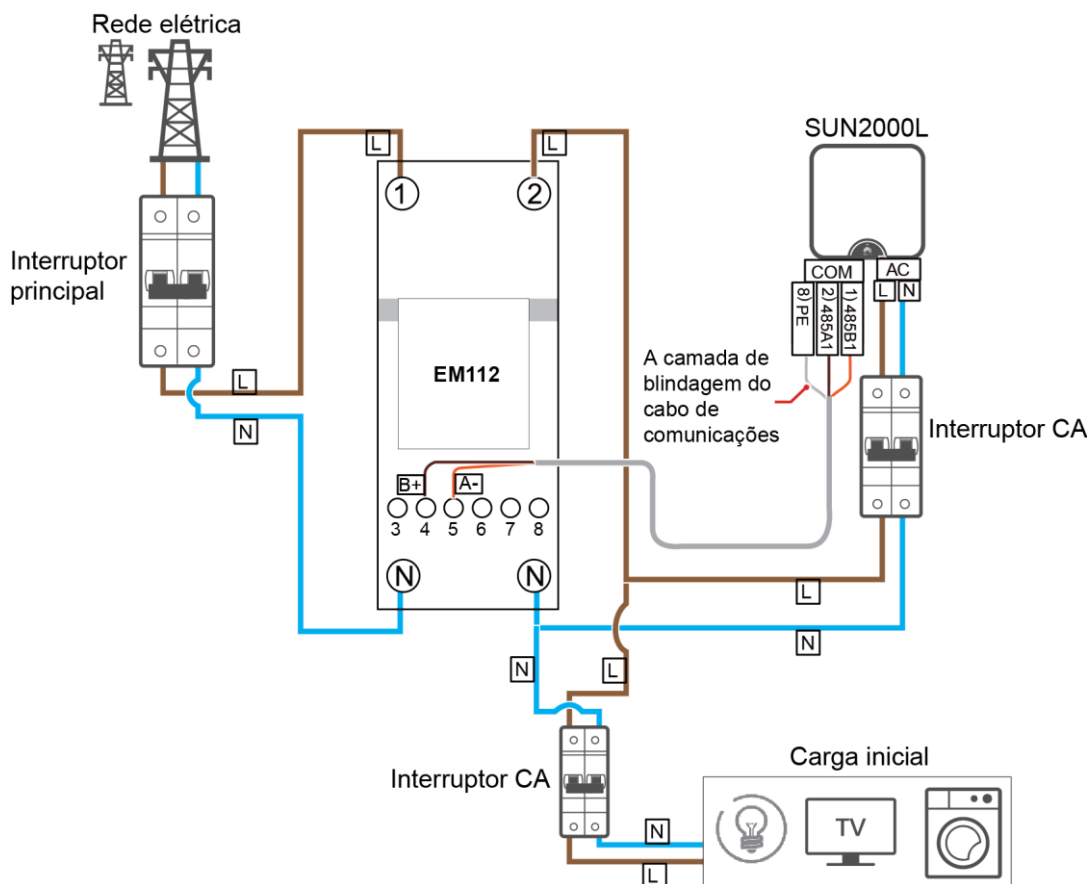 Rede elétrica
SUN2000L
L
L
1
2
Interruptor
principal
COM
AC
L
N
8) PE
2) 485A1
1) 485B1
A camada de
blindagem do
cabo de
comunicações
EM112
L
N
Interruptor CA
B+
A-
3
4
5
6
7
8
N
N
L
N
N
L
Interruptor CA
Carga inicial
TV
N
L